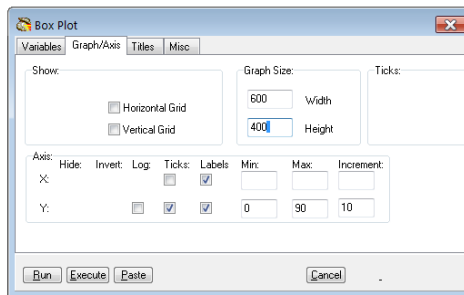 Box Plot
Variables Graph/Axis Titles Misc
Show: Graph Size: Ticks:
600 Width
Horizontal Grid
Vertical Grid 400 Height
Axis: Hide: Invert: Log: Ticks: Labels Min: Max: Increment:
X:
Y: 0 90 10
Run Execute Paste Cancel